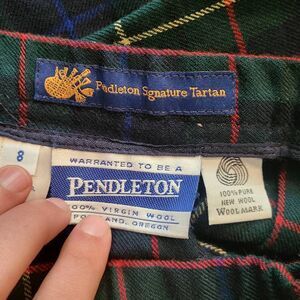 Pendleton Signature Tartan
8
WARRANTED TO BE A
PENDLETON
100% VIRGIN WOOL
PORTLAND, OREGON
100% PURE
NEW WOOL
WOOLMARK